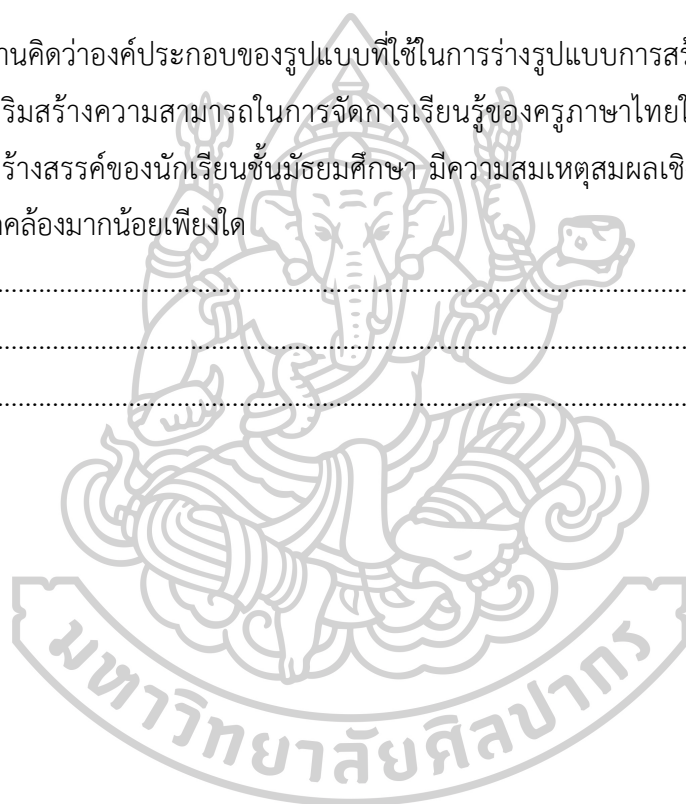 านคิดว่าองค์ประกอบของรูปแบบที่ใช้ในการร่างรูปแบบการสร้
ริมสร้างความสามารถในการจัดการเรียนรู้ของครูภาษาไทยใ
ร้างสรรค์ของนักเรียนชั้นมัธยมศึกษา มีความสมเหตุสมผลเชิ
คล้องมากน้อยเพียงใด
................................................................................
................................................................................
................................................................................
มหาวิทยาลัยศิลปากร